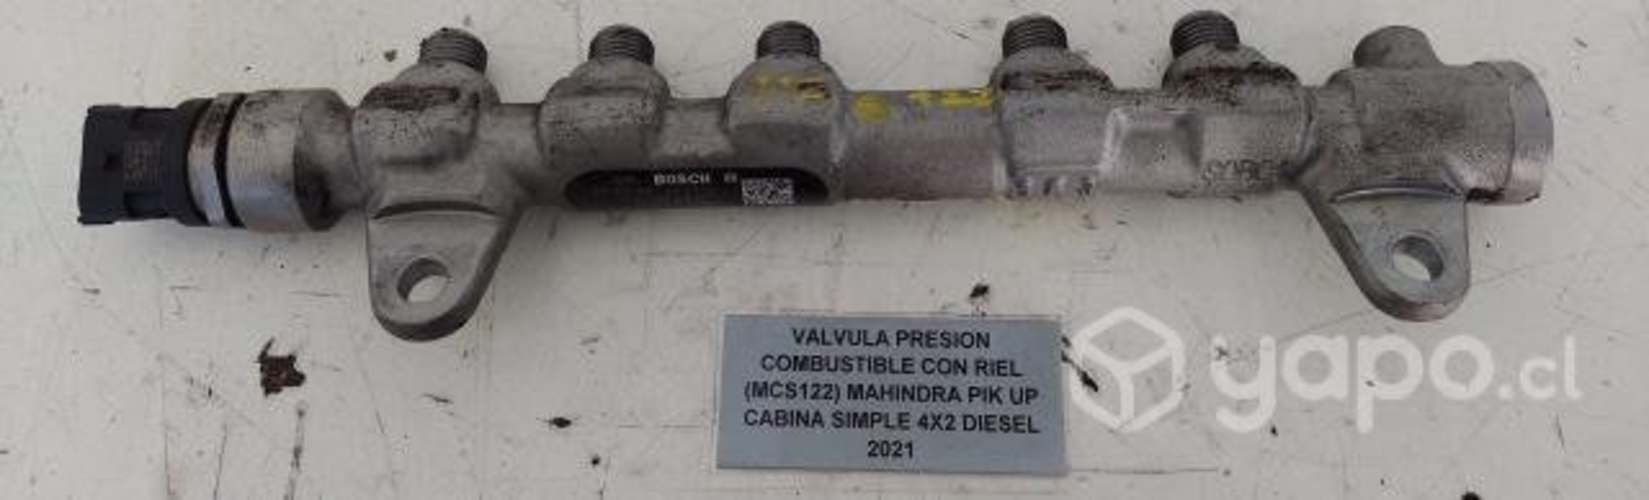 BOSCH
VALVULA PRESION
COMBUSTIBLE CON RIEL
(MCS122) MAHINDRA PIK UP
CABINA SIMPLE 4X2 DIESEL
2021
yapo.cl